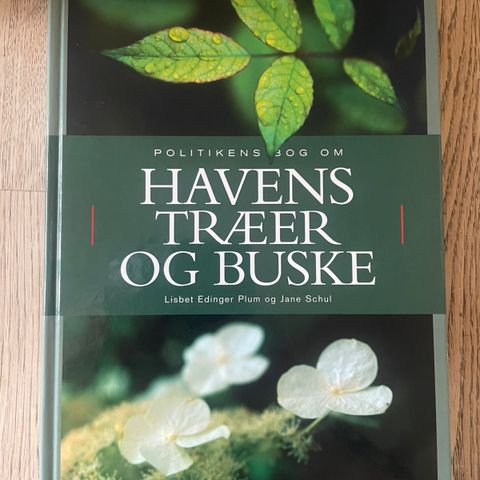 POLITIKENS BOG OM
HAVENS
TRÆER
OG BUSKE
Lisbet Edinger Plum og Jane Schul